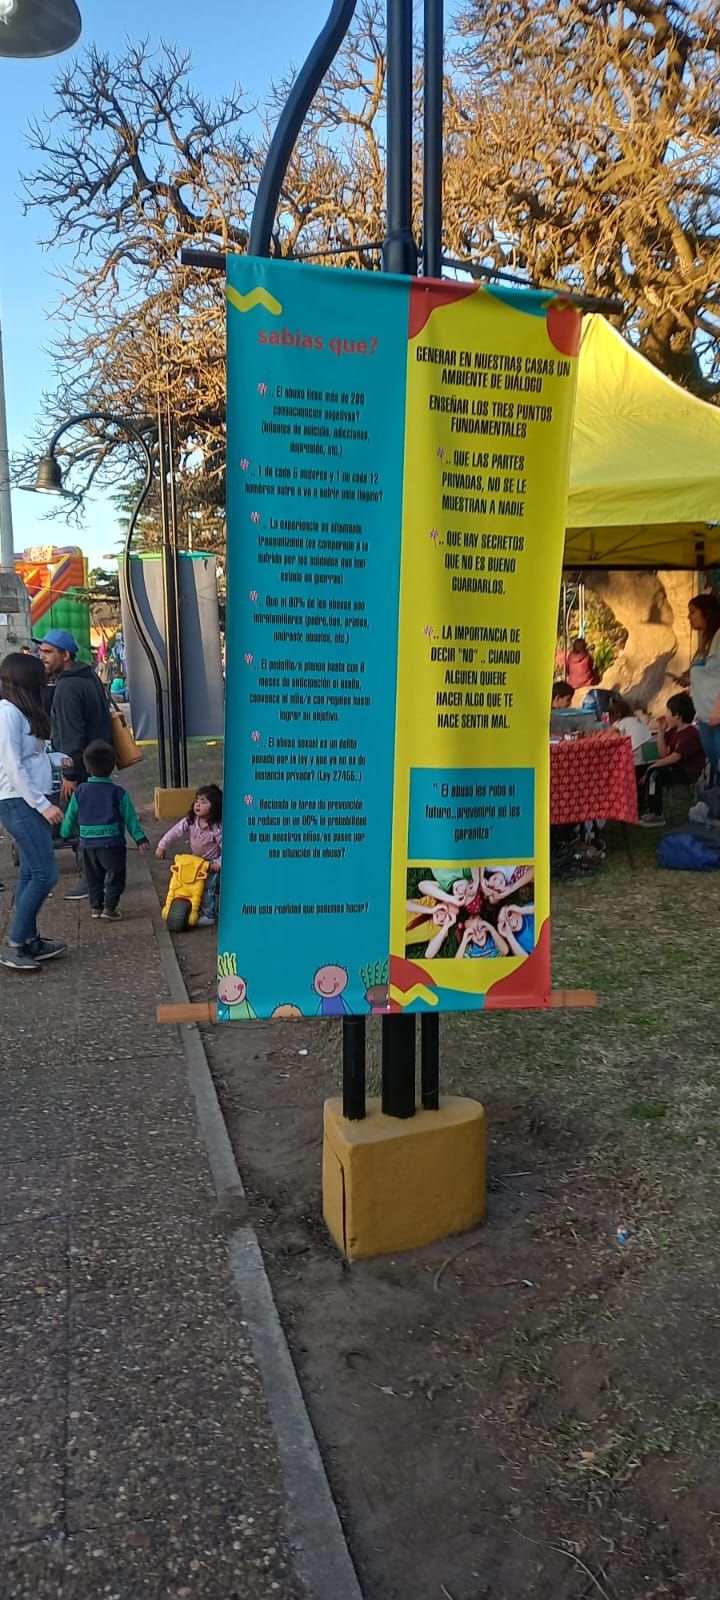 sabias que?
.. El abuso tiene más de 280
consecuencias negativas?
(intentos de suicidio, adicciones,
depresión, etc.)
.. 1 de cada 5 mujeres y 1 de cada 12
hombres sufre o va a sufrir este flagelo?
.. La experiencia es altamente
traumatizante (es comparada a la
sufrida por los soldados que han
estado en guerras)
.. Que el 80% de los abusos son
intrafamiliares (padre, tíos, primos,
padrastr, abuelos, etc.)
.. El pedofilo/a planea hasta con 6
meses de anticipación el asalto,
convence al niño/a con regalos hasta
lograr su objetivo.
.. El abuso sexual es un delito
penado por la ley y que ya no es de
instancia privada? (Ley 27455.)
.. Haciendo la tarea de prevención
se reduce en un 80% la probabilidad
de que nuestros niños/as pasen por
una situación de abuso?
Ante esta realidad que podemos hacer?
GENERAR EN NUESTRAS CASAS UN
AMBIENTE DE DIÁLOGO
ENSEÑAR LOS TRES PUNTOS
FUNDAMENTALES
.. QUE LAS PARTES
PRIVADAS, NO SE LE
MUESTRAN A NADIE
.. QUE HAY SECRETOS
QUE NO ES BUENO
GUARDARLOS.
.. LA IMPORTANCIA DE
DECIR "NO" .. CUANDO
ALGUIEN QUIERE
HACER ALGO QUE TE
HACE SENTIR MAL.
" El abuso les roba el
futuro,..prevenirlo se los
garantiza"